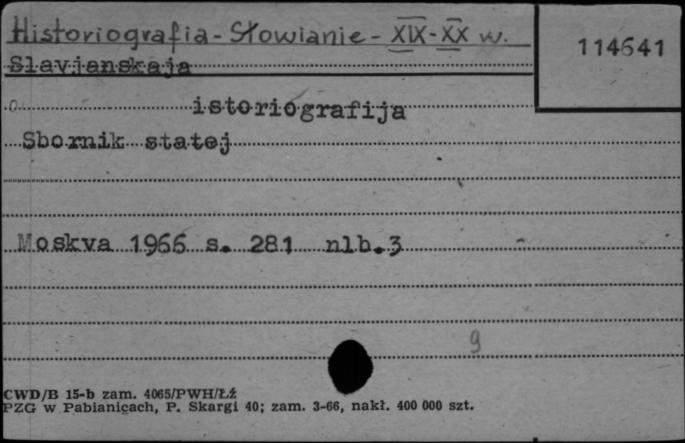 Historiografia - Słowianie - XIX-XX w.
114641
Slavjanskaja
istoriografija
Sbornik statej
Moskva 1966 s. 281 nlb.3
9
CWD/B 15-b zam. 4065/PWH/Łź
PZG w Pabianicach, P. Skargi 40; zam. 3-66, nakł. 400 000 szt.